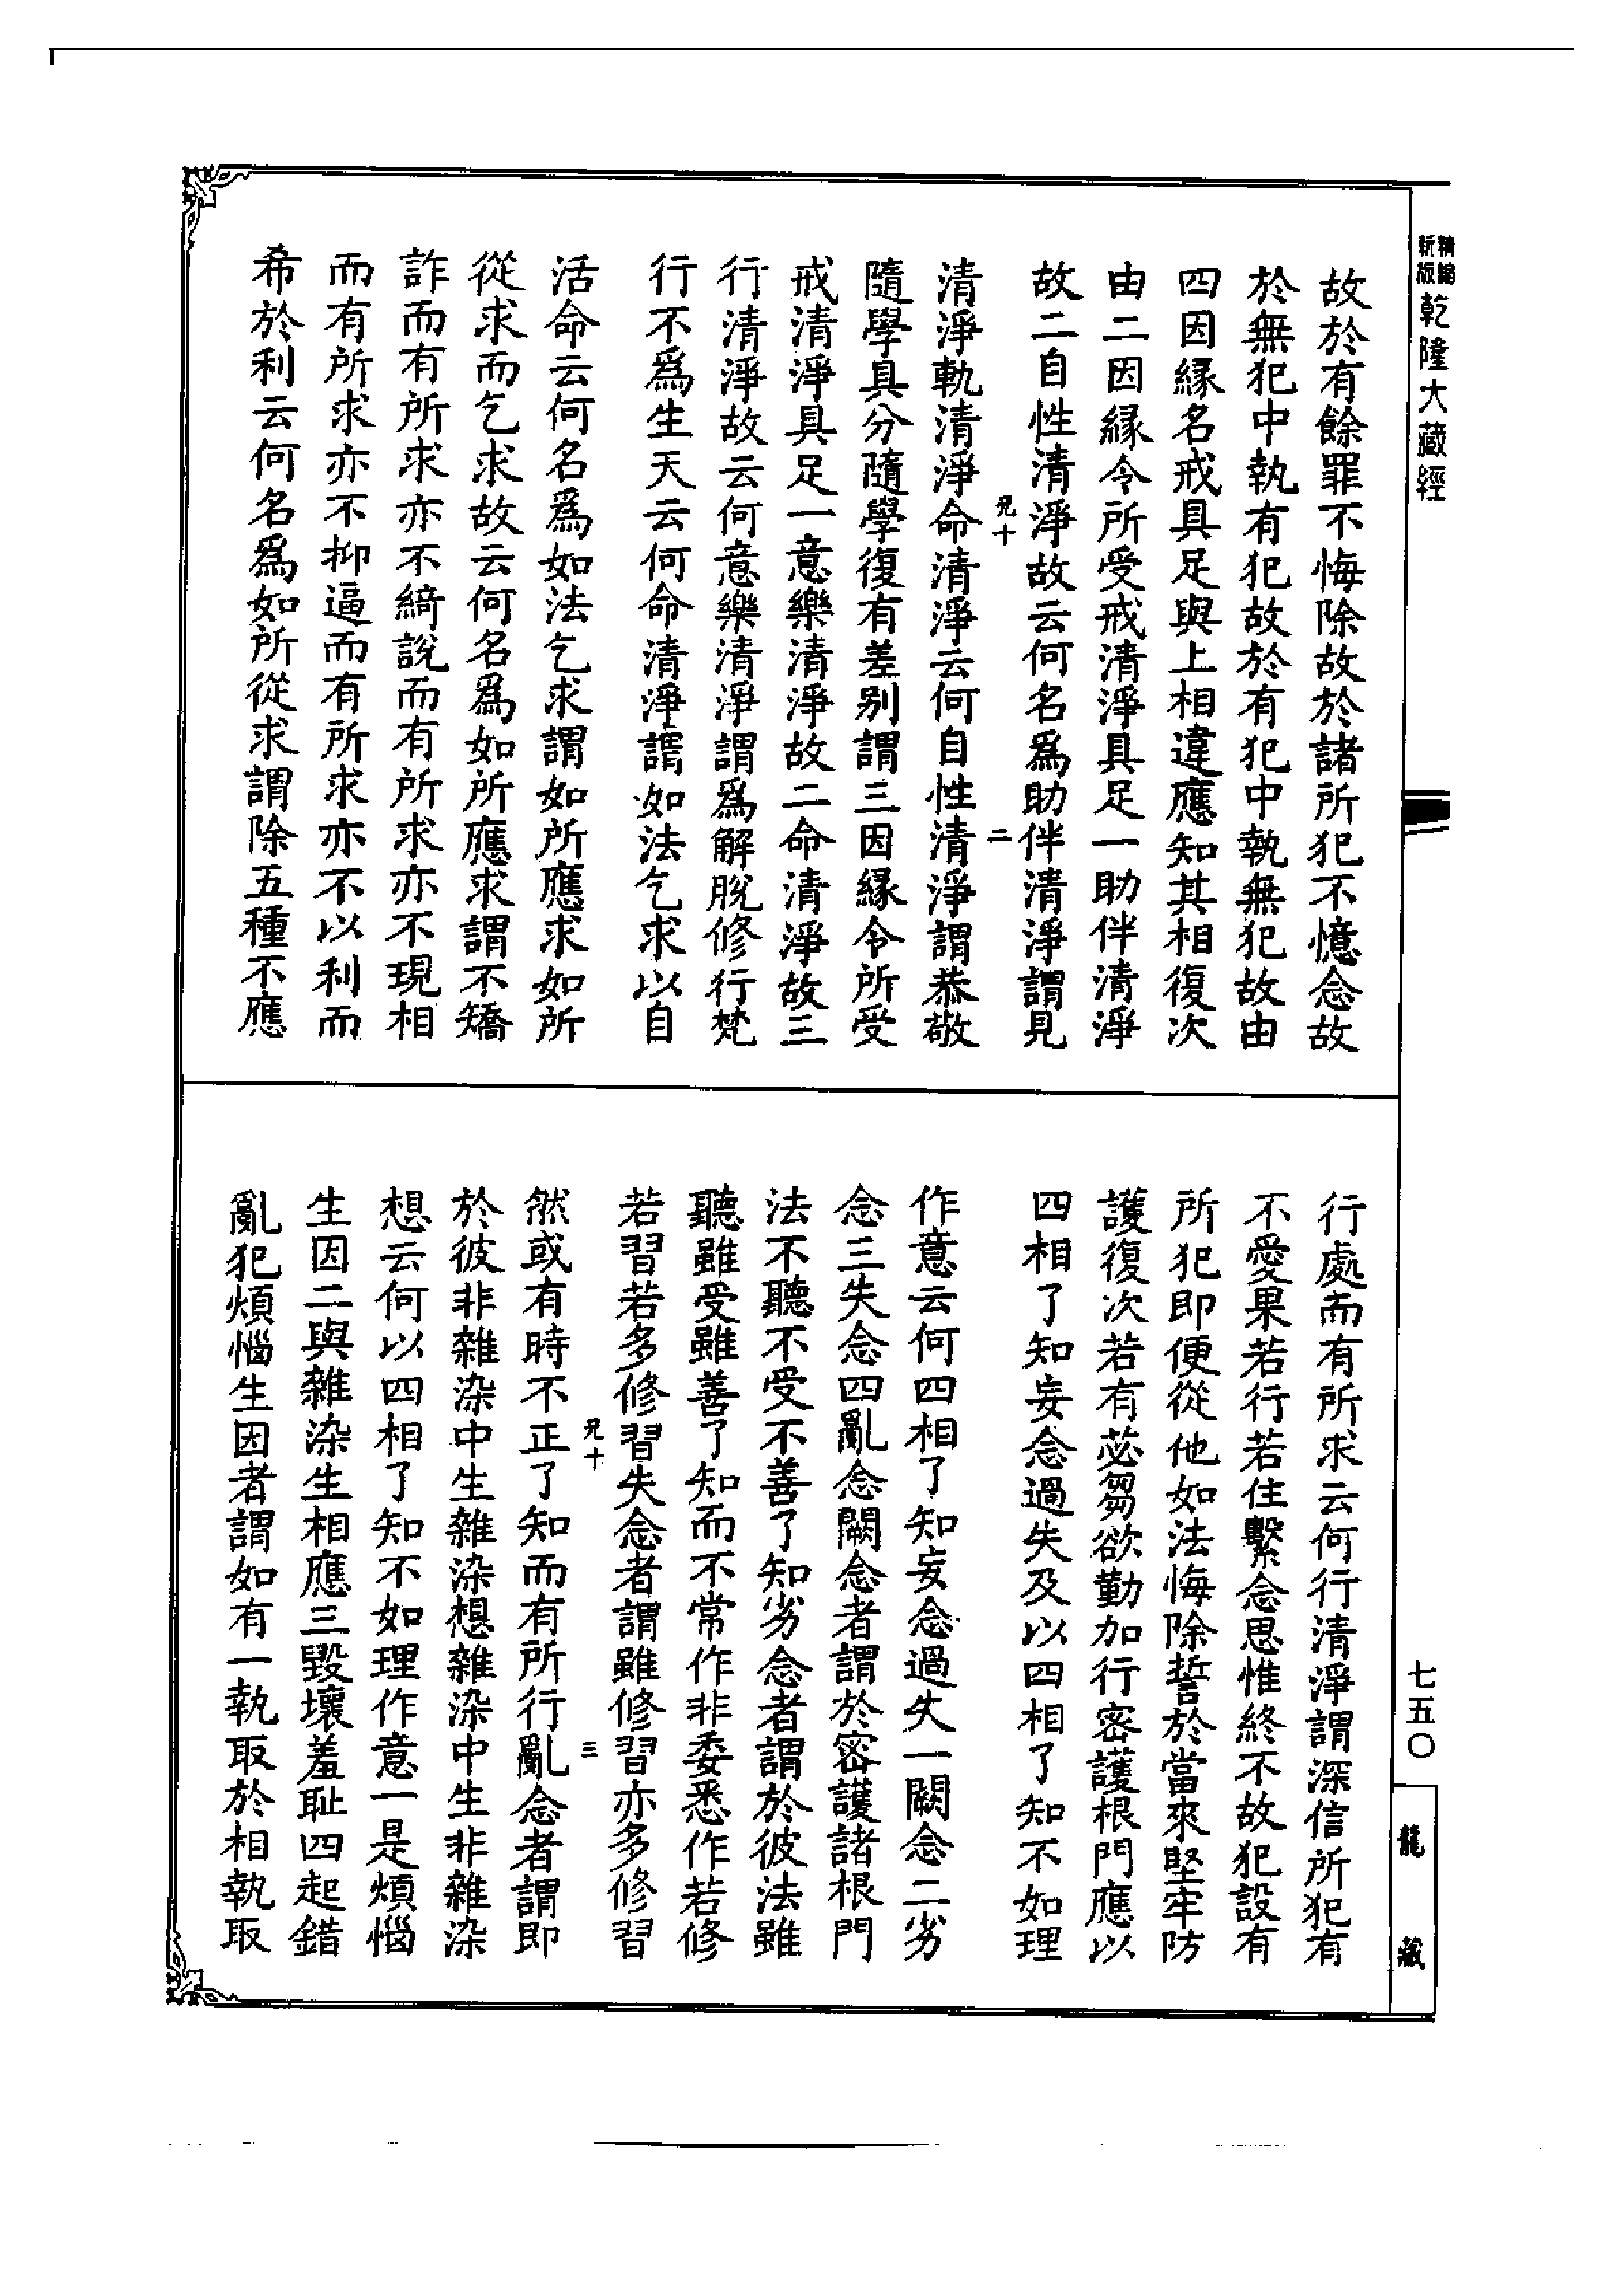 精編
新版
乾隆大藏經
故於有餘罪不悔除故於諸所犯不憶念故
於無犯中執有犯故於有犯中執無犯故由
四因緣名戒具足與上相違應知其相復次
由二因緣令所受戒清淨具足一助伴清淨
故二自性清淨故云何名爲助伴清淨謂見
兄十
二
清淨軌清淨命清淨云何自性清淨謂恭敬
隨學具分隨學復有差別謂三因緣令所受
戒清淨具足一意樂清淨故二命清淨故三
行清淨故云何意樂清淨謂爲解脫修行梵
行不爲生天云何命清淨謂如法乞求以自
活命云何名爲如法乞求謂如所應求如所
從求而乞求故云何名爲如所應求謂不矯
詐而有所求亦不綺說而有所求亦不現相
而有所求亦不抑逼而有所求亦不以利而
希於利云何名爲如所從求謂除五種不應
行處而有所求云何行清淨謂深信所犯有
不愛果若行若住繫念思惟終不故犯設有
所犯即便從他如法悔除誓於當來堅牢防
護復次若有苾芻欲勤加行密護根門應以
四相了知妄念過失及以四相了知不如理
作意云何四相了知妄念過失一闕念二劣
念三失念四亂念闕念者謂於密護諸根門
法不聽不受不善了知劣念者謂於彼法雖
聽雖受雖善了知而不常作非委悉作若修
若習若多修習失念者謂雖修習亦多修習
兄十
三
然或有時不正了知而有所行亂念者謂即
於彼非雜染中生雜染想雜染中生非雜染
想云何以四相了知不如理作意一是煩惱
生因二與雜染生相應三毀壞羞恥四起錯
亂犯煩惱生因者謂如有一執取於相執取
七五〇
龍藏